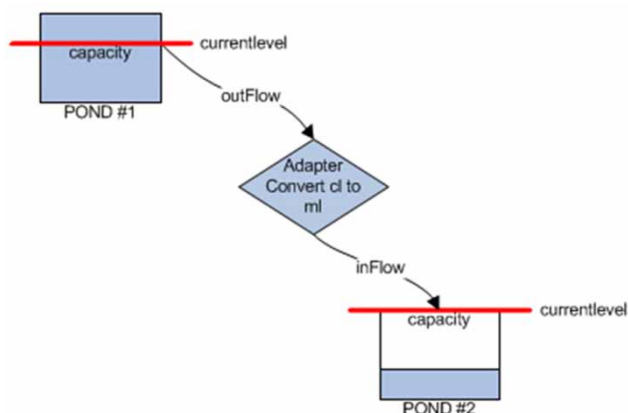 currentlevel
capacity
POND #1
outFlow
Adapter
Convert cl to
ml
inFlow
currentlevel
capacity
POND #2